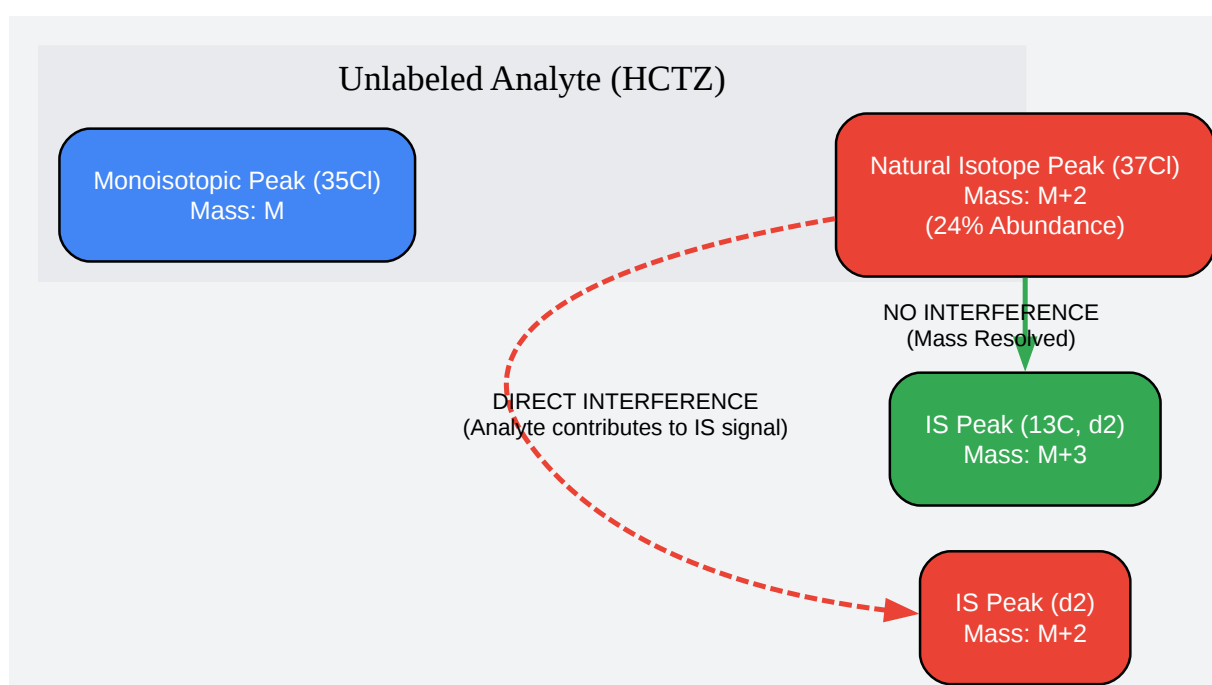 Unlabeled Analyte (HCTZ)
Monoisotopic Peak (35Cl)
Mass: M
Natural Isotope Peak (37Cl)
Mass: M+2
(24% Abundance)
NO INTERFERENCE
(Mass Resolved)
DIRECT INTERFERENCE
(Analyte contributes to IS signal)
IS Peak (13C, d2)
Mass: M+3
IS Peak (d2)
Mass: M+2